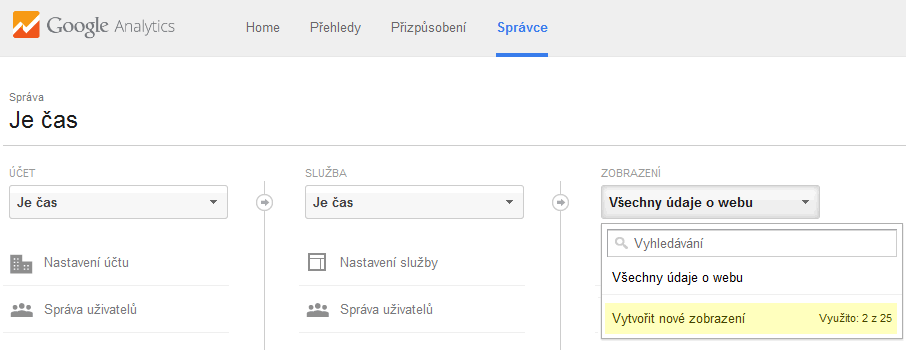 Google Analytics Home Přehledy Přizpůsobení Správce
Správa
Je čas
ÚČET SLUŽBA ZOBRAZENÍ
Je čas Je čas Všechny údaje o webu
Vyhledávání
Nastavení účtu Nastavení služby
Všechny údaje o webu
Správa uživatelů Správa uživatelů
Vytvořit nové zobrazení Využito: 2 z 25